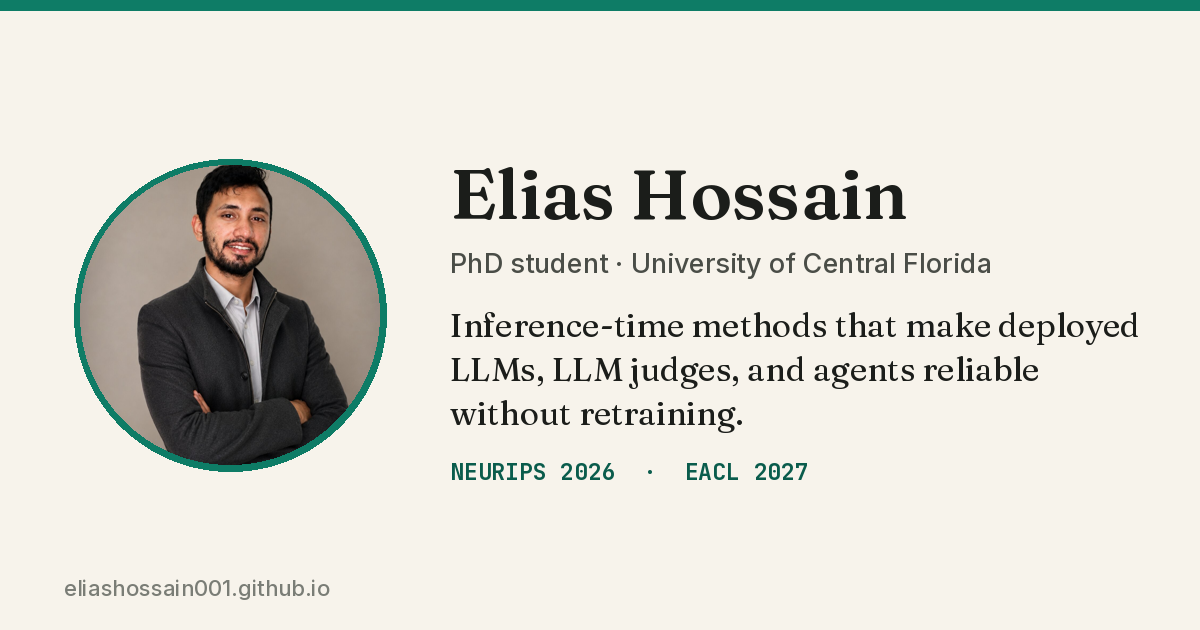 Elias Hossain
PhD student · University of Central Florida
Inference-time methods that make deployed
LLMs, LLM judges, and agents reliable
without retraining.
NEURIPS 2026 · EACL 2027
eliashossain001.github.io